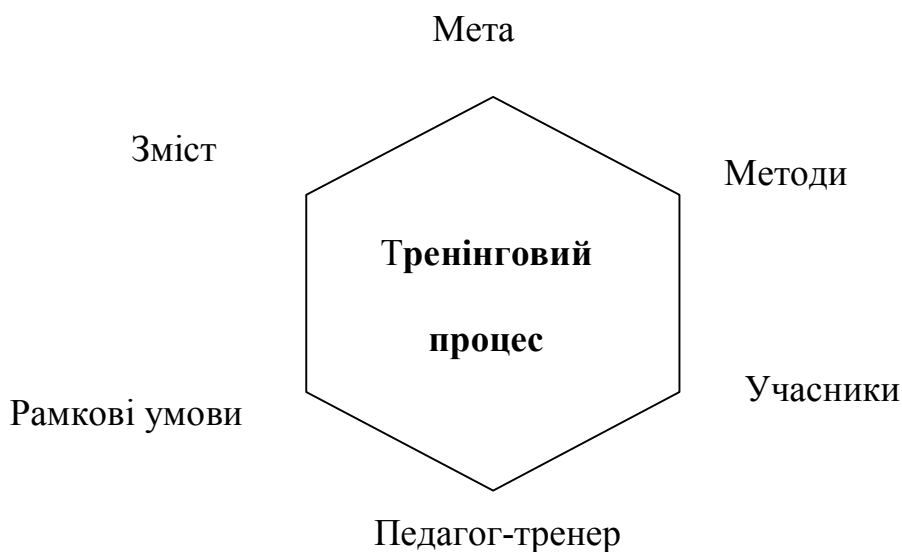 Мета
Зміст
Методи
Тренінговий
процес
Рамкові умови
Учасники
Педагог-тренер